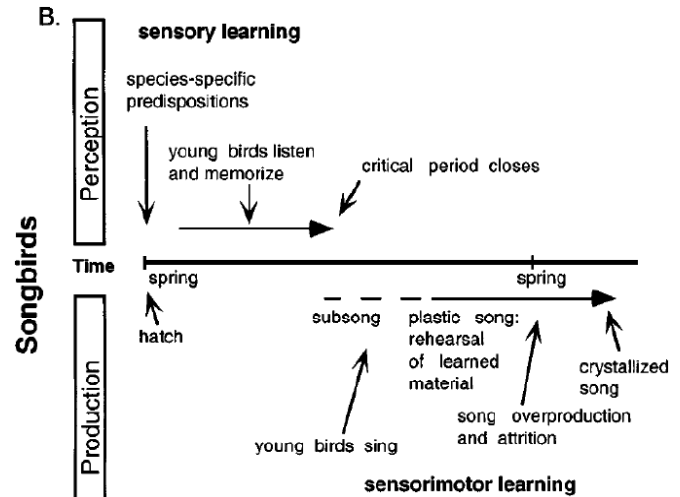 B.
sensory learning
species-specific
predispositions
young birds listen
and memorize
critical period closes
Perception
Songbirds
Time
spring
spring
hatch
subsong
plastic song:
rehearsal
of learned
material
crystallized
song
song overproduction
and attrition
young birds sing
Production
sensorimotor learning